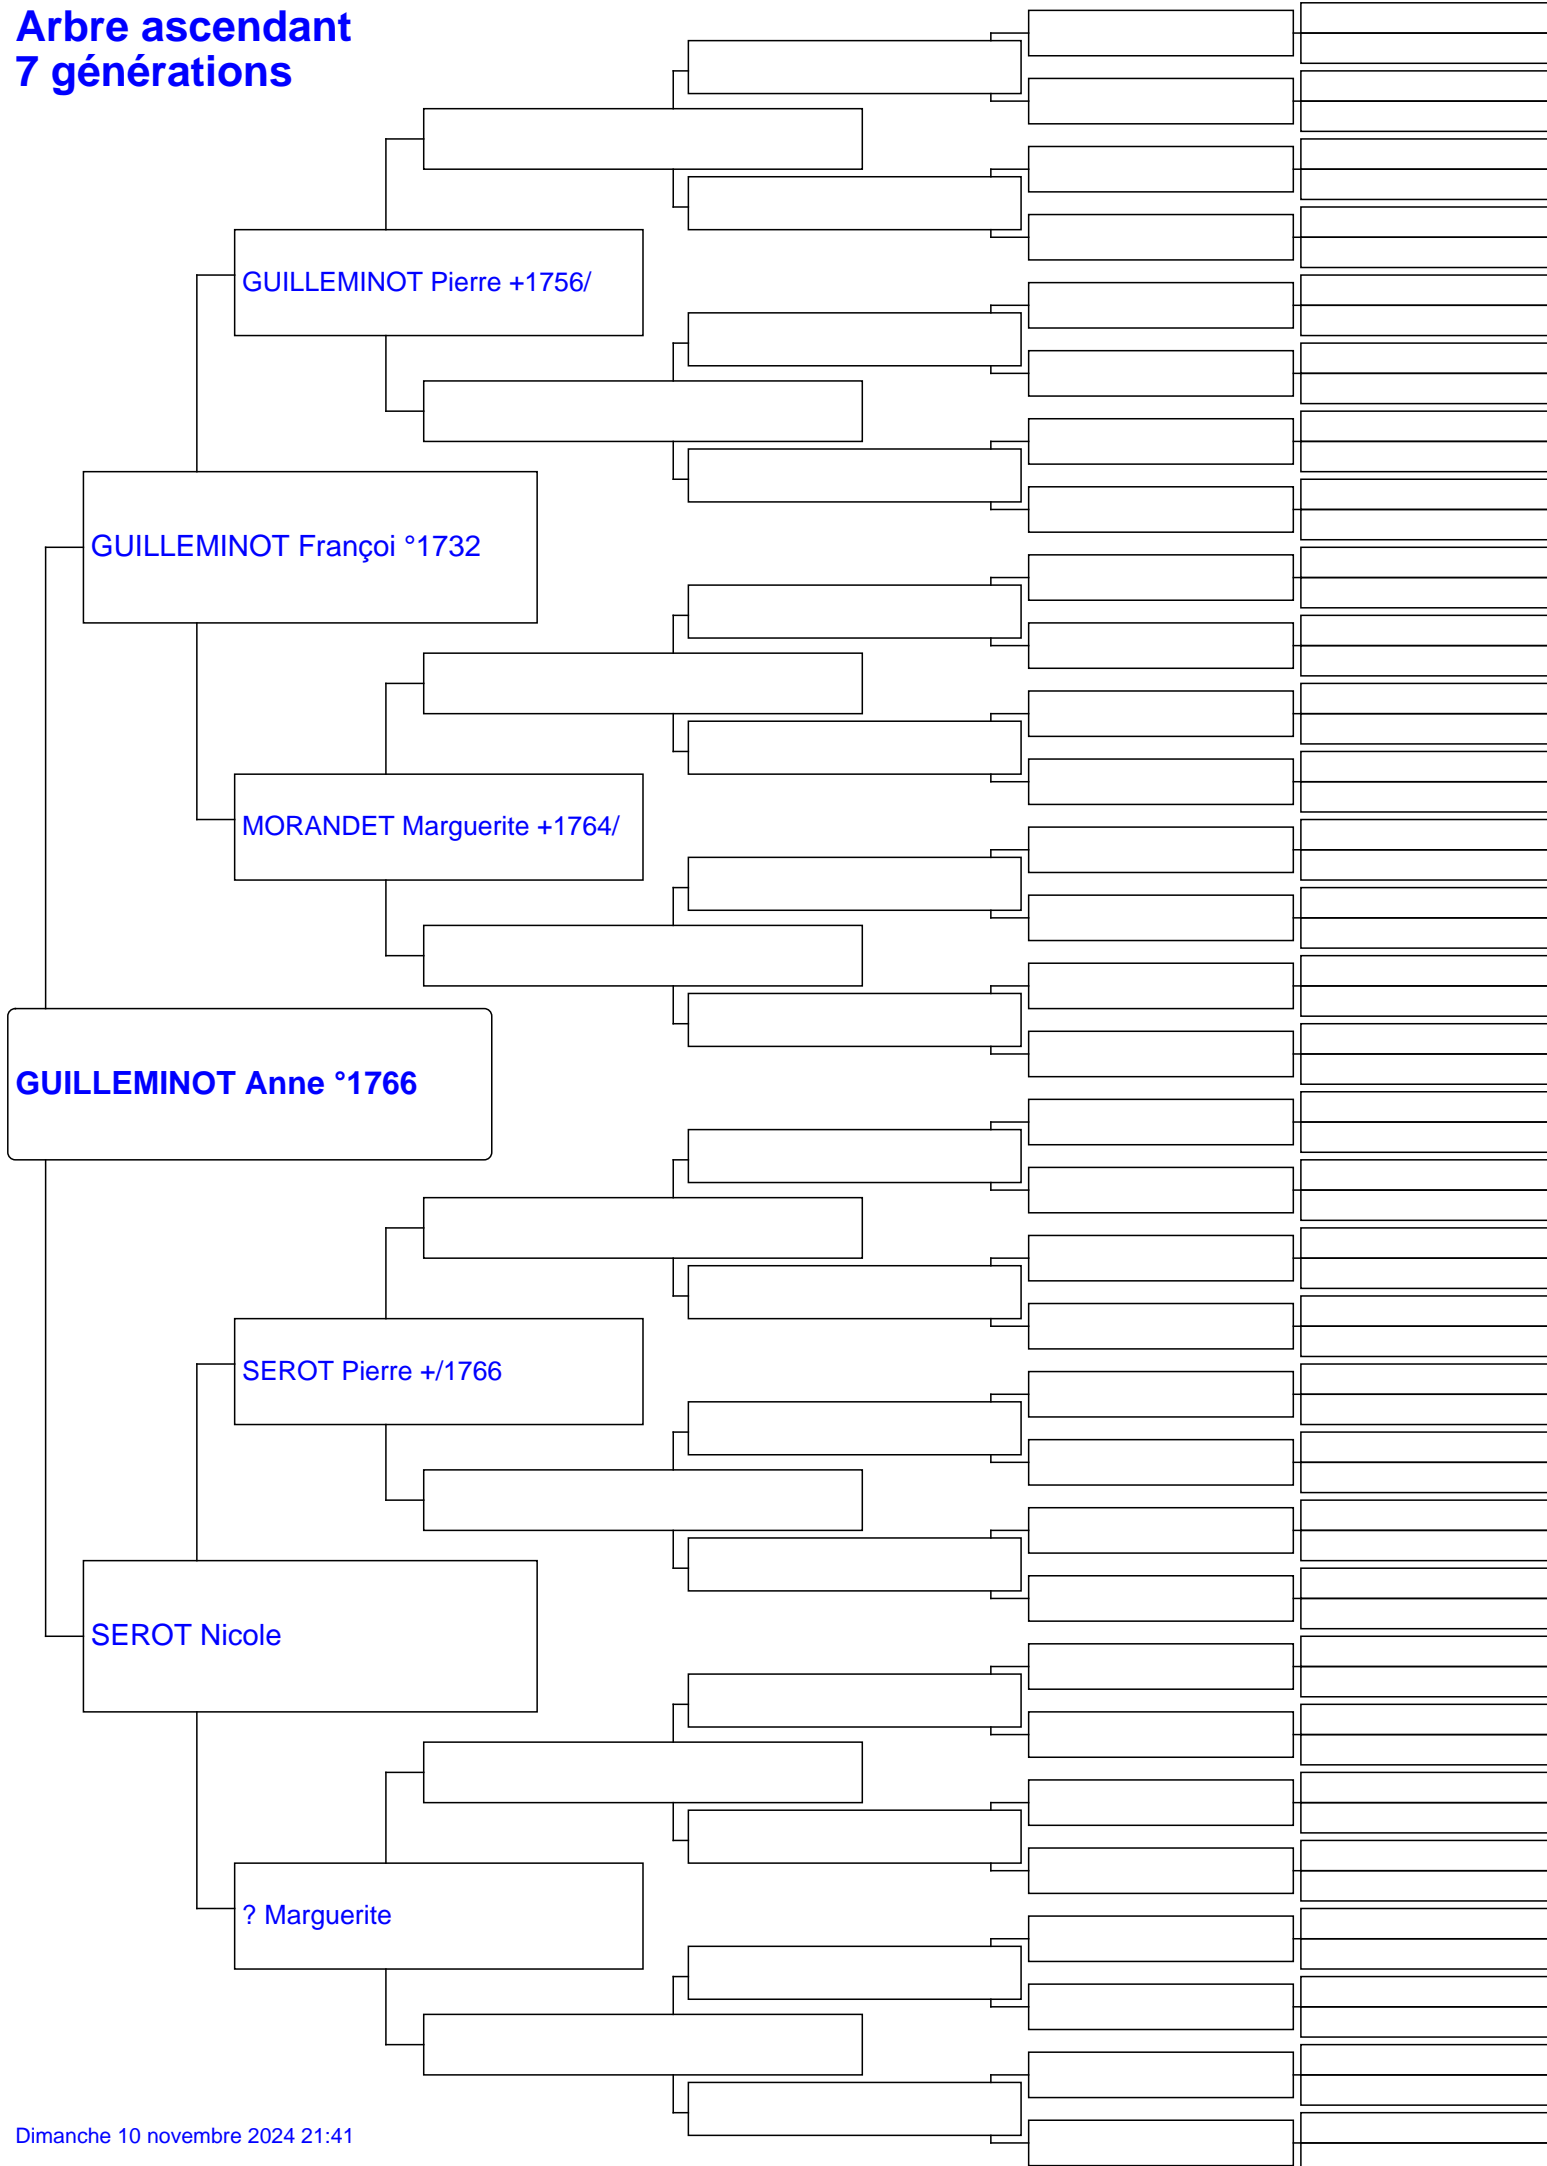 Arbre ascendant
7 générations
GUILLEMINOT Pierre +1756/
GUILLEMINOT Françoi °1732
MORANDET Marguerite +1764/
GUILLEMINOT Anne °1766
SEROT Pierre +/1766
SEROT Nicole
? Marguerite
Dimanche 10 novembre 2024 21:41